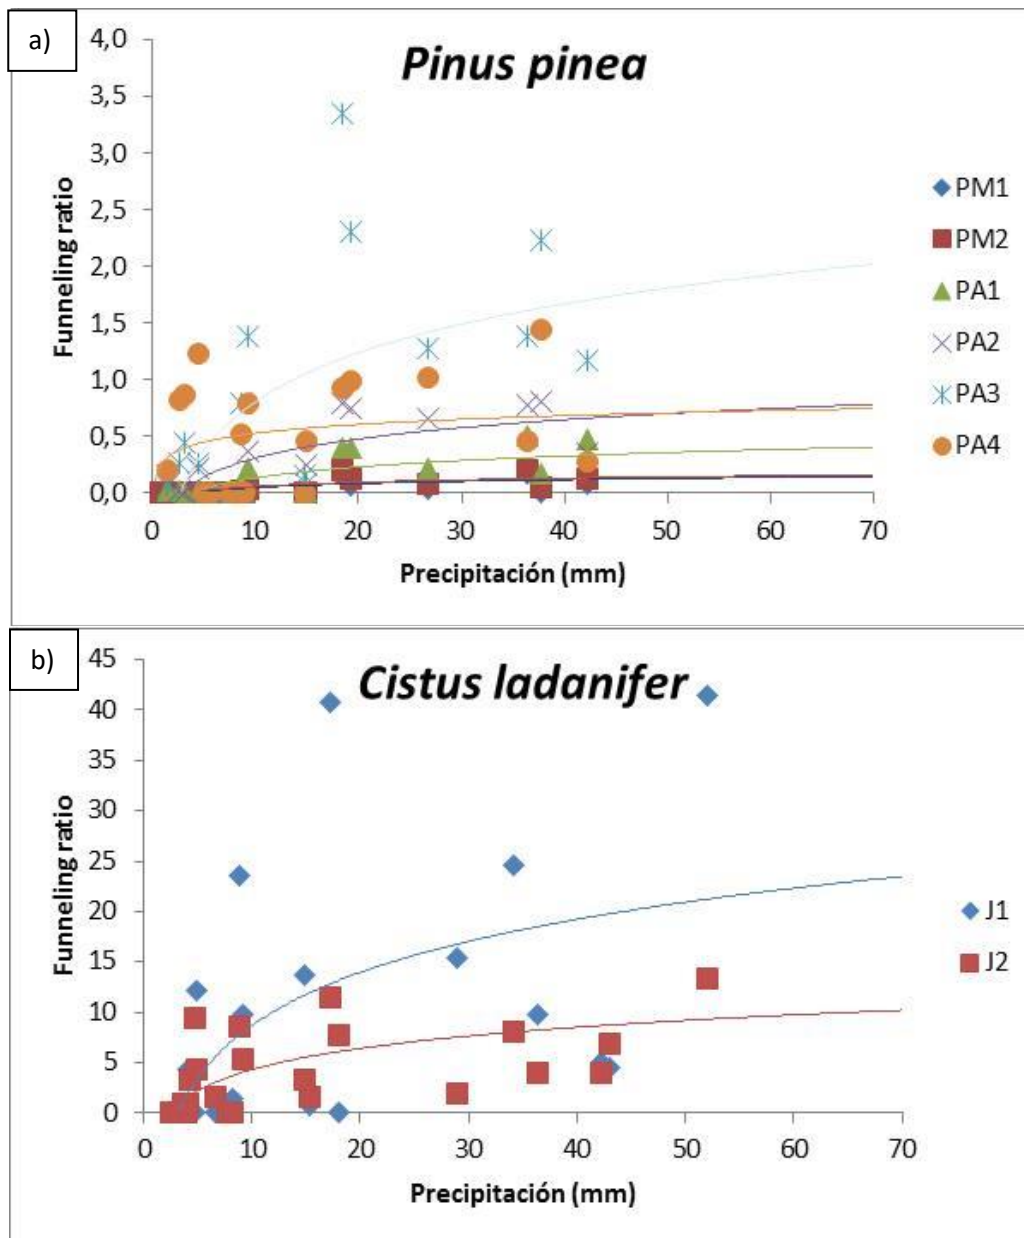 a)
Pinus pinea
4,0
3,5
3,0
2,5
2,0
1,5
1,0
0,5
0,0
Funneling ratio
0 10 20 30 40 50 60 70
Precipitación (mm)
PM1
PM2
PA1
PA2
PA3
PA4
b)
Cistus ladanifer
45
40
35
30
25
20
15
10
5
0
Funneling ratio
0 10 20 30 40 50 60 70
Precipitación (mm)
J1
J2